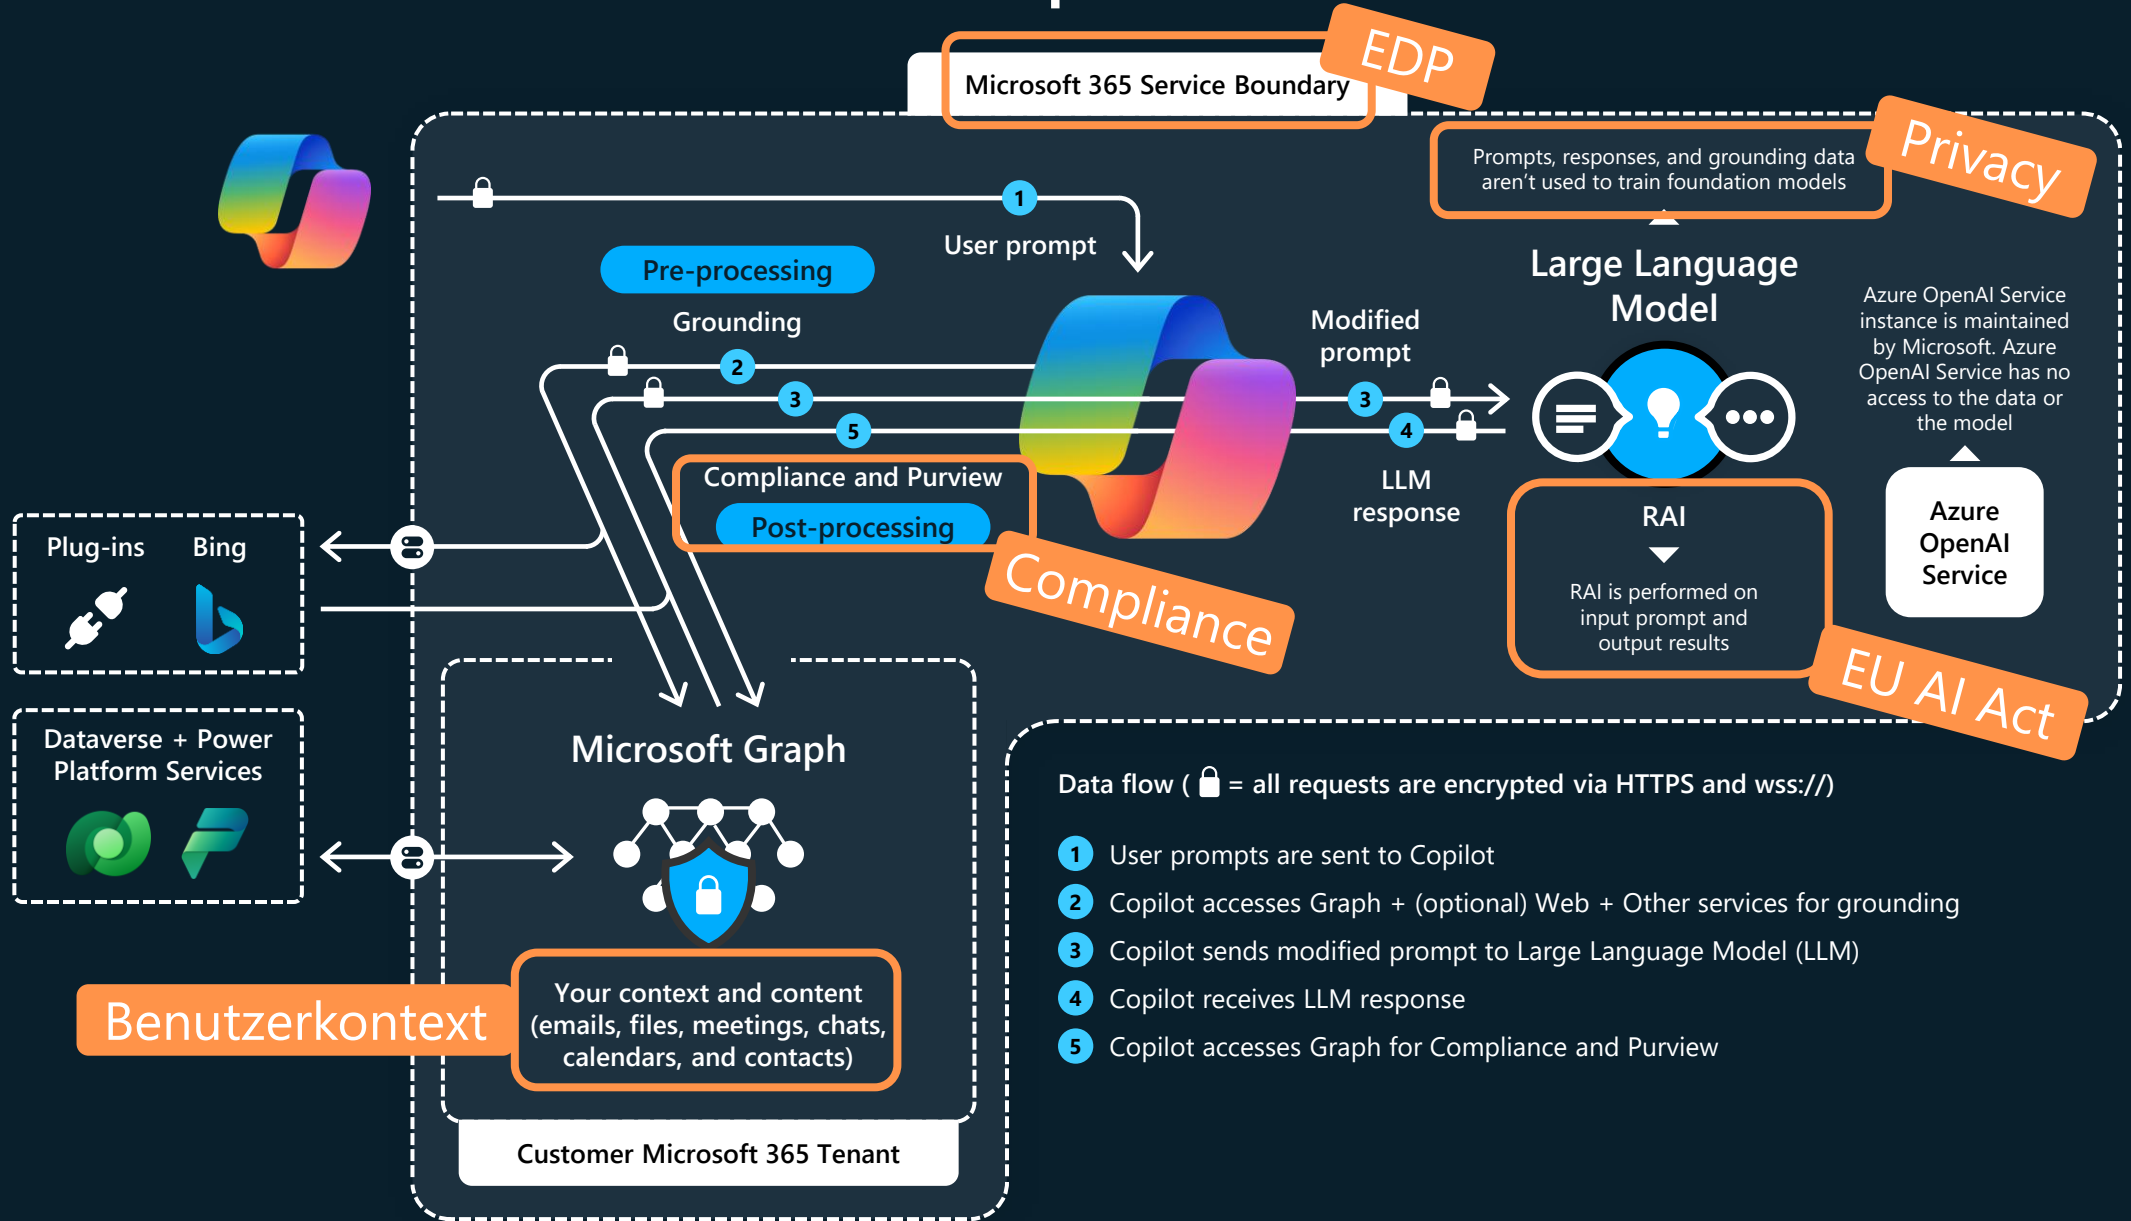 Microsoft 365 Service Boundary
EDP
Prompts, responses, and grounding data
aren't used to train foundation models
Privacy
1
User prompt
Pre-processing
Grounding
2
3
5
Compliance and Purview
Post-processing
Compliance
Modified
prompt
3
4
LLM
response
Large Language
Model
RAI
RAI is performed on
input prompt and
output results
EU AI Act
Azure OpenAI Service
instance is maintained
by Microsoft. Azure
OpenAI Service has no
access to the data or
the model
Azure
OpenAI
Service
Plug-ins
Bing
Dataverse + Power
Platform Services
Microsoft Graph
Benutzerkontext
Your context and content
(emails, files, meetings, chats,
calendars, and contacts)
Customer Microsoft 365 Tenant
Data flow ( = all requests are encrypted via HTTPS and wss://)
1 User prompts are sent to Copilot
2 Copilot accesses Graph + (optional) Web + Other services for grounding
3 Copilot sends modified prompt to Large Language Model (LLM)
4 Copilot receives LLM response
5 Copilot accesses Graph for Compliance and Purview